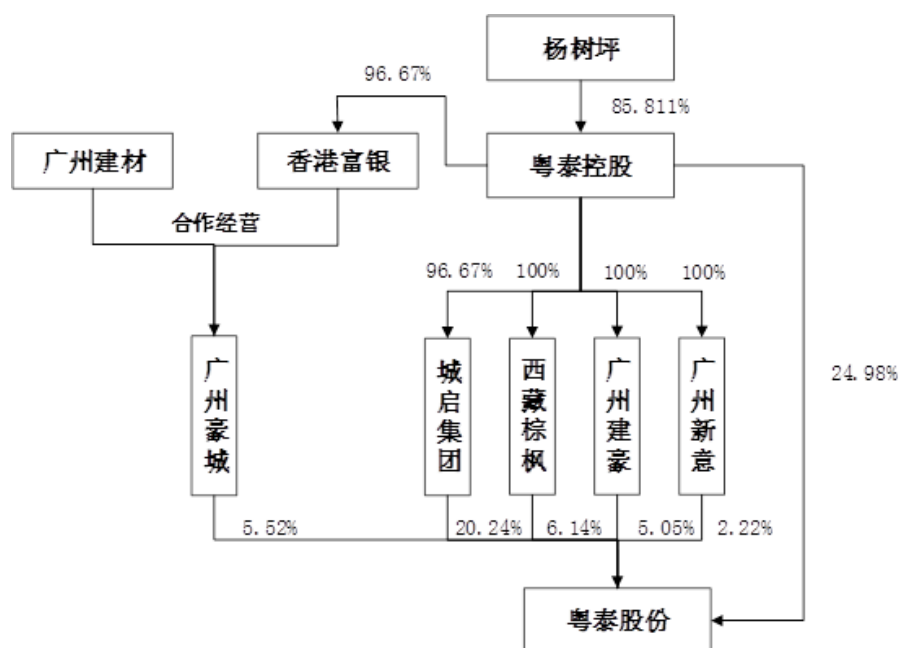 杨树坪
96.67%
85.811%
广州建材
香港富银
粤泰控股
合作经营
96.67%
100%
100%
100%
广州豪城
城启集团
西藏棕枫
广州建豪
广州新意
24.98%
5.52%
20.24%
6.14%
5.05%
2.22%
粤泰股份